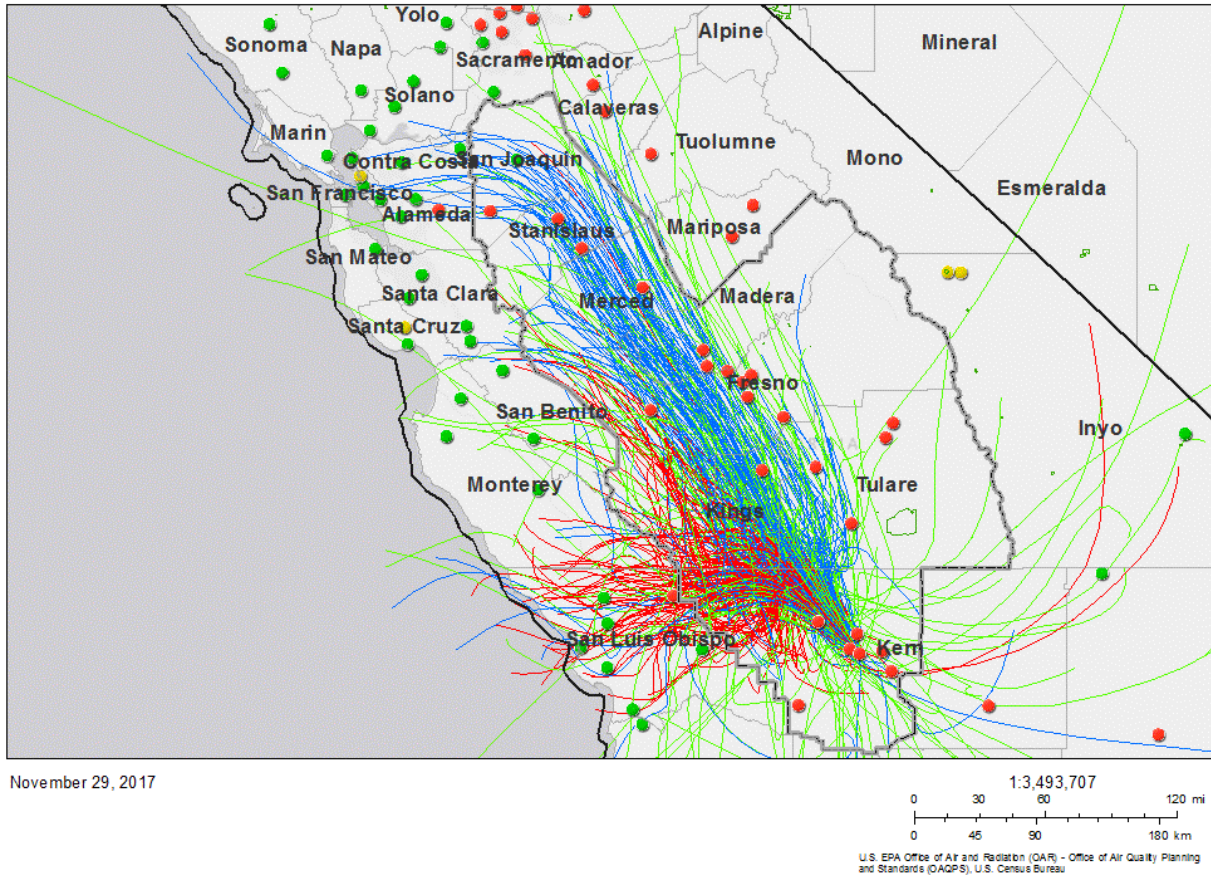 Yolo
Alpine
Mineral
Sonoma
Napa
Sacramento
Amador
Solano
Calaveras
Marin
Tuolumne
Contra Costa
San Joaquin
Mono
Esmeralda
San Francisco
Alameda
Stanislaus
Mariposa
San Mateo
Santa Clara
Merced
Madera
Santa Cruz
Fresno
San Benito
Inyo
Monterey
Tulare
Kings
San Luis Obispo
Kern
November 29, 2017
1:3,493,707
0 30 60 120 mi
0 45 90 180 km
U.S. EPA Office of Air and Radiation (OAR) - Office of Air Quality Planning
and Standards (OAQPS), U.S. Census Bureau